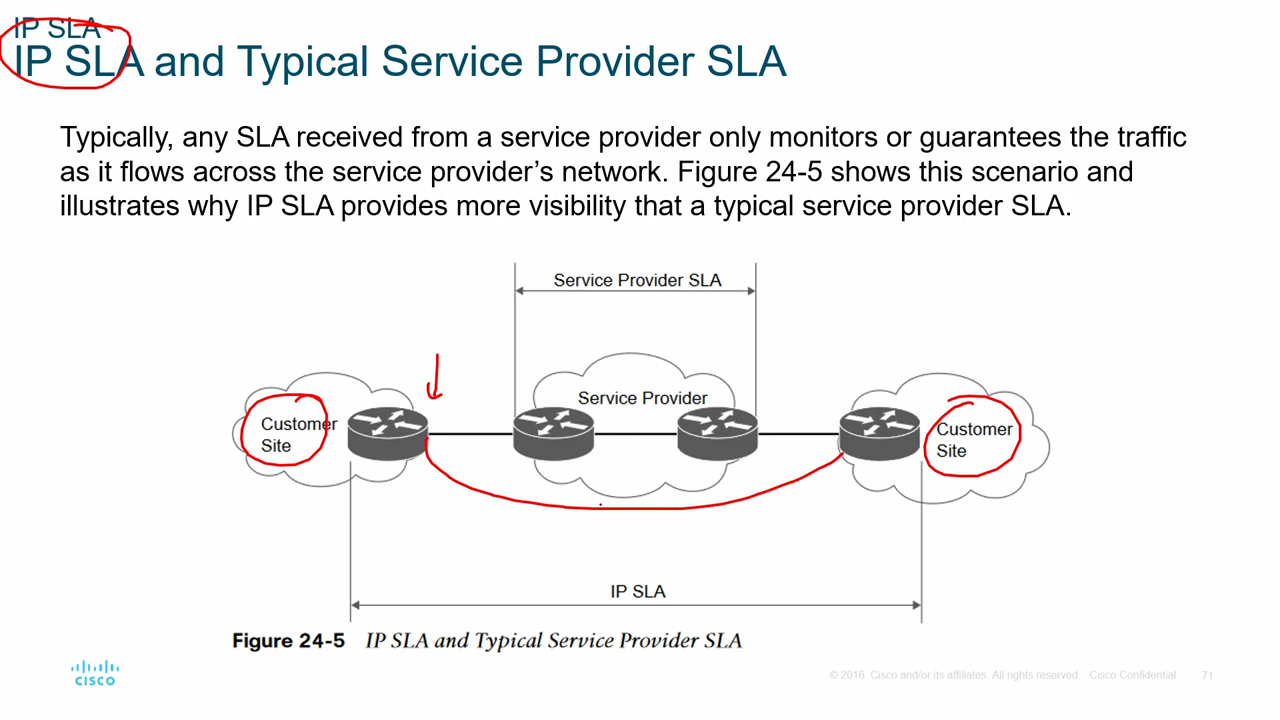 IP SLA
IP SLA and Typical Service Provider SLA
Typically, any SLA received from a service provider only monitors or guarantees the traffic
as it flows across the service provider's network. Figure 24-5 shows this scenario and
illustrates why IP SLA provides more visibility that a typical service provider SLA.
Service Provider SLA
Service Provider
Customer
Site
Customer
Site
IP SLA
Figure 24-5 IP SLA and Typical Service Provider SLA
CISCO
© 2016 Cisco and/or its affiliates. All rights reserved. Cisco Confidential 71